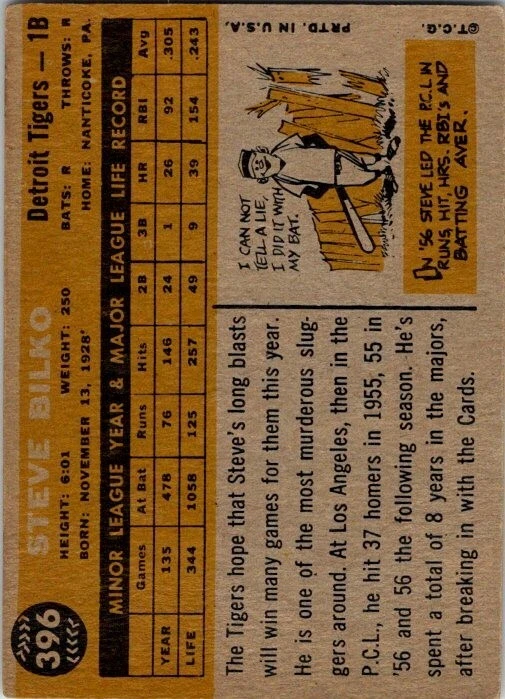 396
STEVE BILKO
Detroit Tigers — 1B
HEIGHT: 6:01 WEIGHT: 250 BATS: R THROWS: R
BORN: NOVEMBER 13, 1928' HOME: NANTICOKE, PA.
MINOR LEAGUE YEAR & MAJOR LEAGUE LIFE RECORD
Games At Bat Runs Hits 2B 3B HR RBI Avg
YEAR 135 478 76 146 24 1 26 92 .305
LIFE 344 1058 125 257 49 9 39 154 .243
The Tigers hope that Steve's long blasts
will win many games for them this year.
He is one of the most murderous slug-
gers around. At Los Angeles, then in the
P.C.L., he hit 37 homers in 1955, 55 in
'56 and 56 the following season. He's
spent a total of 8 years in the majors,
after breaking in with the Cards.
I CAN NOT
TELL A LIE.
I DID IT WITH
MY BAT.
IN '56 STEVE LED THE P.C.L. IN
RUNS, HIT, HRS, RBI'S AND
BATTING AVER.
© T.C.G. PRTD. IN U.S.A.